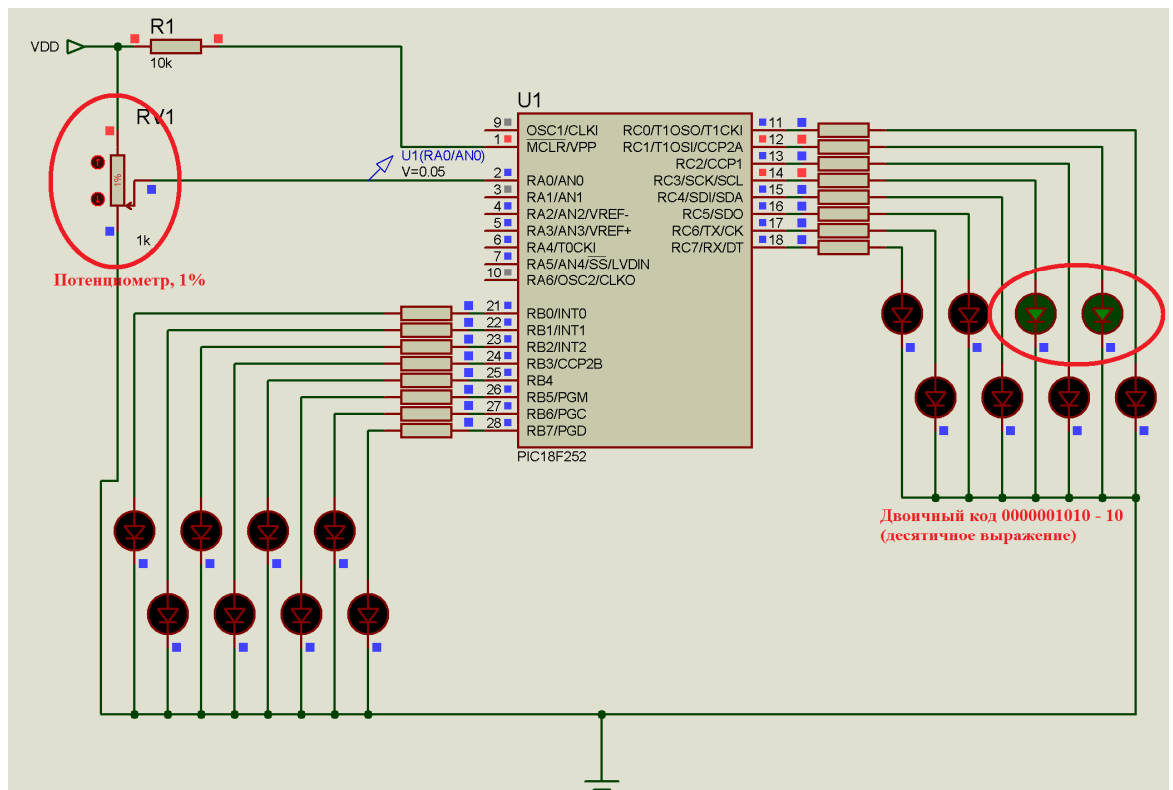 R1
VDD
10k
RV1
1%
1k
Потенциометр, 1%
U1(RA0/AN0)
V=0.05
U1
9 OSC1/CLKI
1 MCLR/VPP
2 RA0/AN0
3 RA1/AN1
4 RA2/AN2/VREF-
5 RA3/AN3/VREF+
6 RA4/T0CKI
7 RA5/AN4/SS/LVDIN
10 RA6/OSC2/CLKO
21 RB0/INT0
22 RB1/INT1
23 RB2/INT2
24 RB3/CCP2B
25 RB4
26 RB5/PGM
27 RB6/PGC
28 RB7/PGD
RC0/T1OSO/T1CKI 11
RC1/T1OSI/CCP2A 12
RC2/CCP1 13
RC3/SCK/SCL 14
RC4/SDI/SDA 15
RC5/SDO 16
RC6/TX/CK 17
RC7/RX/DT 18
PIC18F252
Двоичный код 0000001010 - 10
(десятичное выражение)